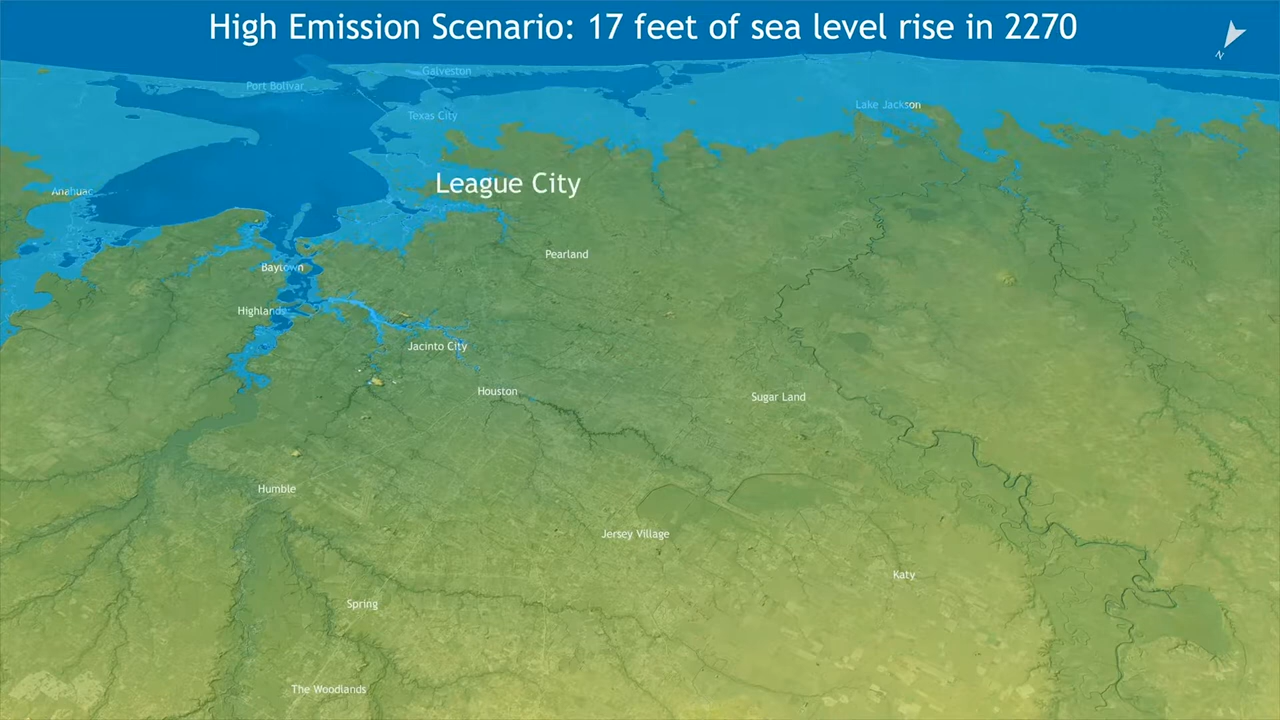 High Emission Scenario: 17 feet of sea level rise in 2270
N
Galveston
Port Bolivar
Lake Jackson
Texas City
League City
Anahuac
Pearland
Baytown
Highlands
Jacinto City
Houston
Sugar Land
Humble
Jersey Village
Katy
Spring
The Woodlands